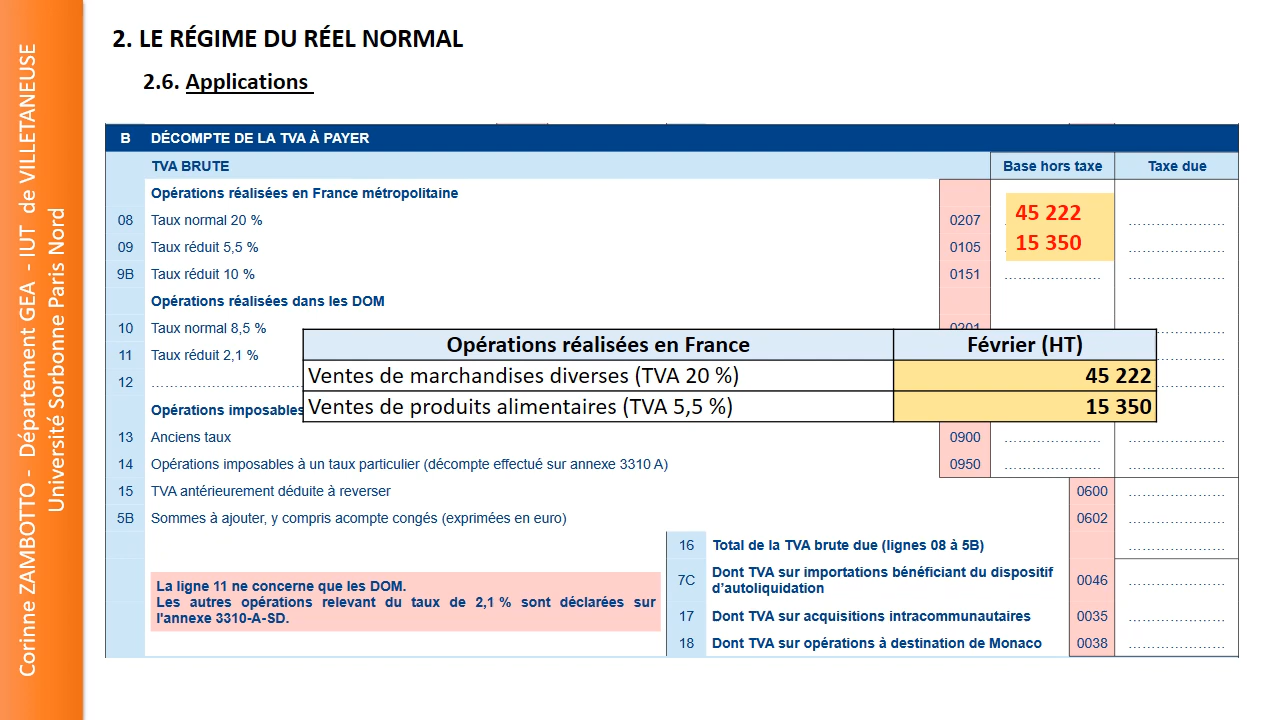 Corinne ZAMBOTTO - Département GEA - IUT de VILLETANEUSE
Université Sorbonne Paris Nord
2. LE RÉGIME DU RÉEL NORMAL
2.6. Applications
B DÉCOMPTE DE LA TVA À PAYER
TVA BRUTE Base hors taxe Taxe due
Opérations réalisées en France métropolitaine
08 Taux normal 20 % 0207 45 222
09 Taux réduit 5,5 % 0105 15 350
9B Taux réduit 10 % 0151
Opérations réalisées dans les DOM
10 Taux normal 8,5 % 0201
11 Taux réduit 2,1 %
12
Opérations imposables
Opérations réalisées en France Février (HT)
Ventes de marchandises diverses (TVA 20 %) 45 222
Ventes de produits alimentaires (TVA 5,5 %) 15 350
13 Anciens taux 0900
14 Opérations imposables à un taux particulier (décompte effectué sur annexe 3310 A) 0950
15 TVA antérieurement déduite à reverser 0600
5B Sommes à ajouter, y compris acompte congés (exprimées en euro) 0602
16 Total de la TVA brute due (lignes 08 à 5B)
7C Dont TVA sur importations bénéficiant du dispositif
d'autoliquidation 0046
17 Dont TVA sur acquisitions intracommunautaires 0035
18 Dont TVA sur opérations à destination de Monaco 0038
La ligne 11 ne concerne que les DOM.
Les autres opérations relevant du taux de 2,1 % sont déclarées sur
l'annexe 3310-A-SD.